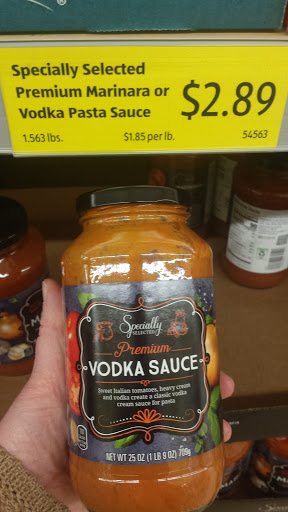 Specially Selected
Premium Marinara or
Vodka Pasta Sauce
$2.89
1.563 lbs.
$1.85 per lb.
54563
Specially
SELECTED
Premium
VODKA SAUCE
Sweet Italian tomatoes, heavy cream
and vodka create a classic vodka
cream sauce for pasta
NET WT 25 OZ (1 LB 9 OZ) 709g